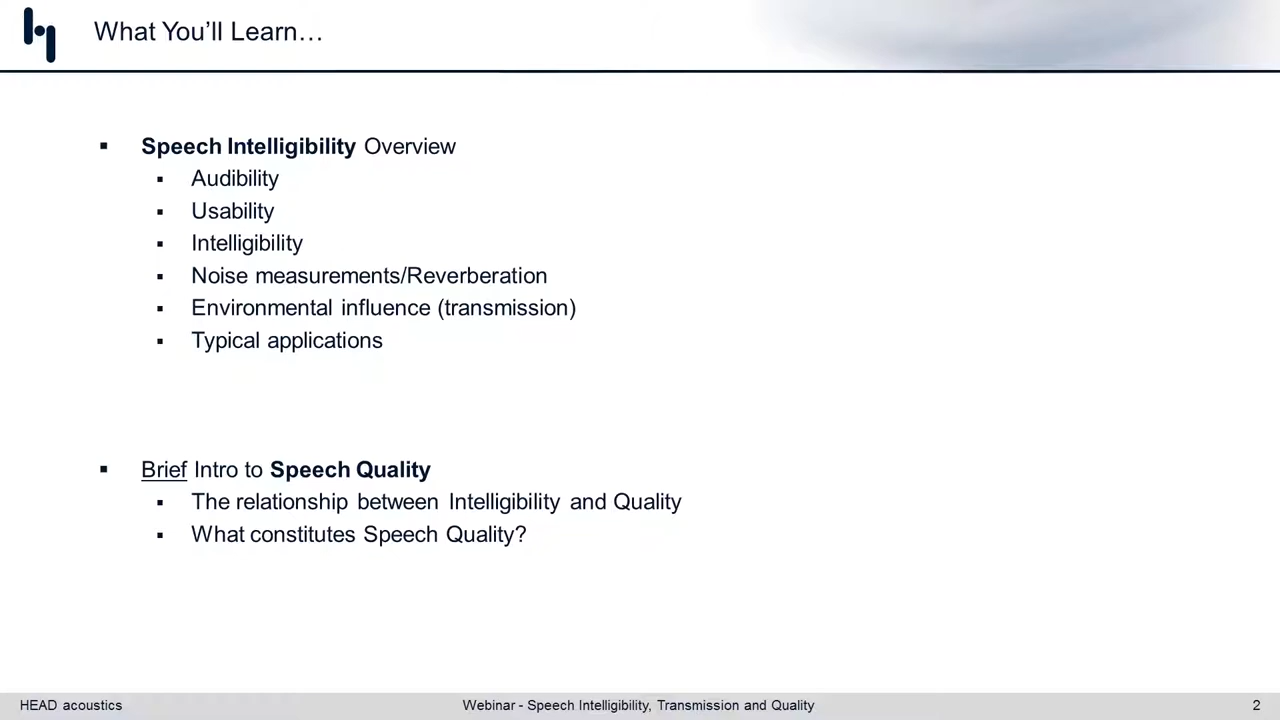 What You’ll Learn…
▪ Speech Intelligibility Overview
▪ Audibility
▪ Usability
▪ Intelligibility
▪ Noise measurements/Reverberation
▪ Environmental influence (transmission)
▪ Typical applications
▪ Brief Intro to Speech Quality
▪ The relationship between Intelligibility and Quality
▪ What constitutes Speech Quality?
HEAD acoustics Webinar - Speech Intelligibility, Transmission and Quality 2